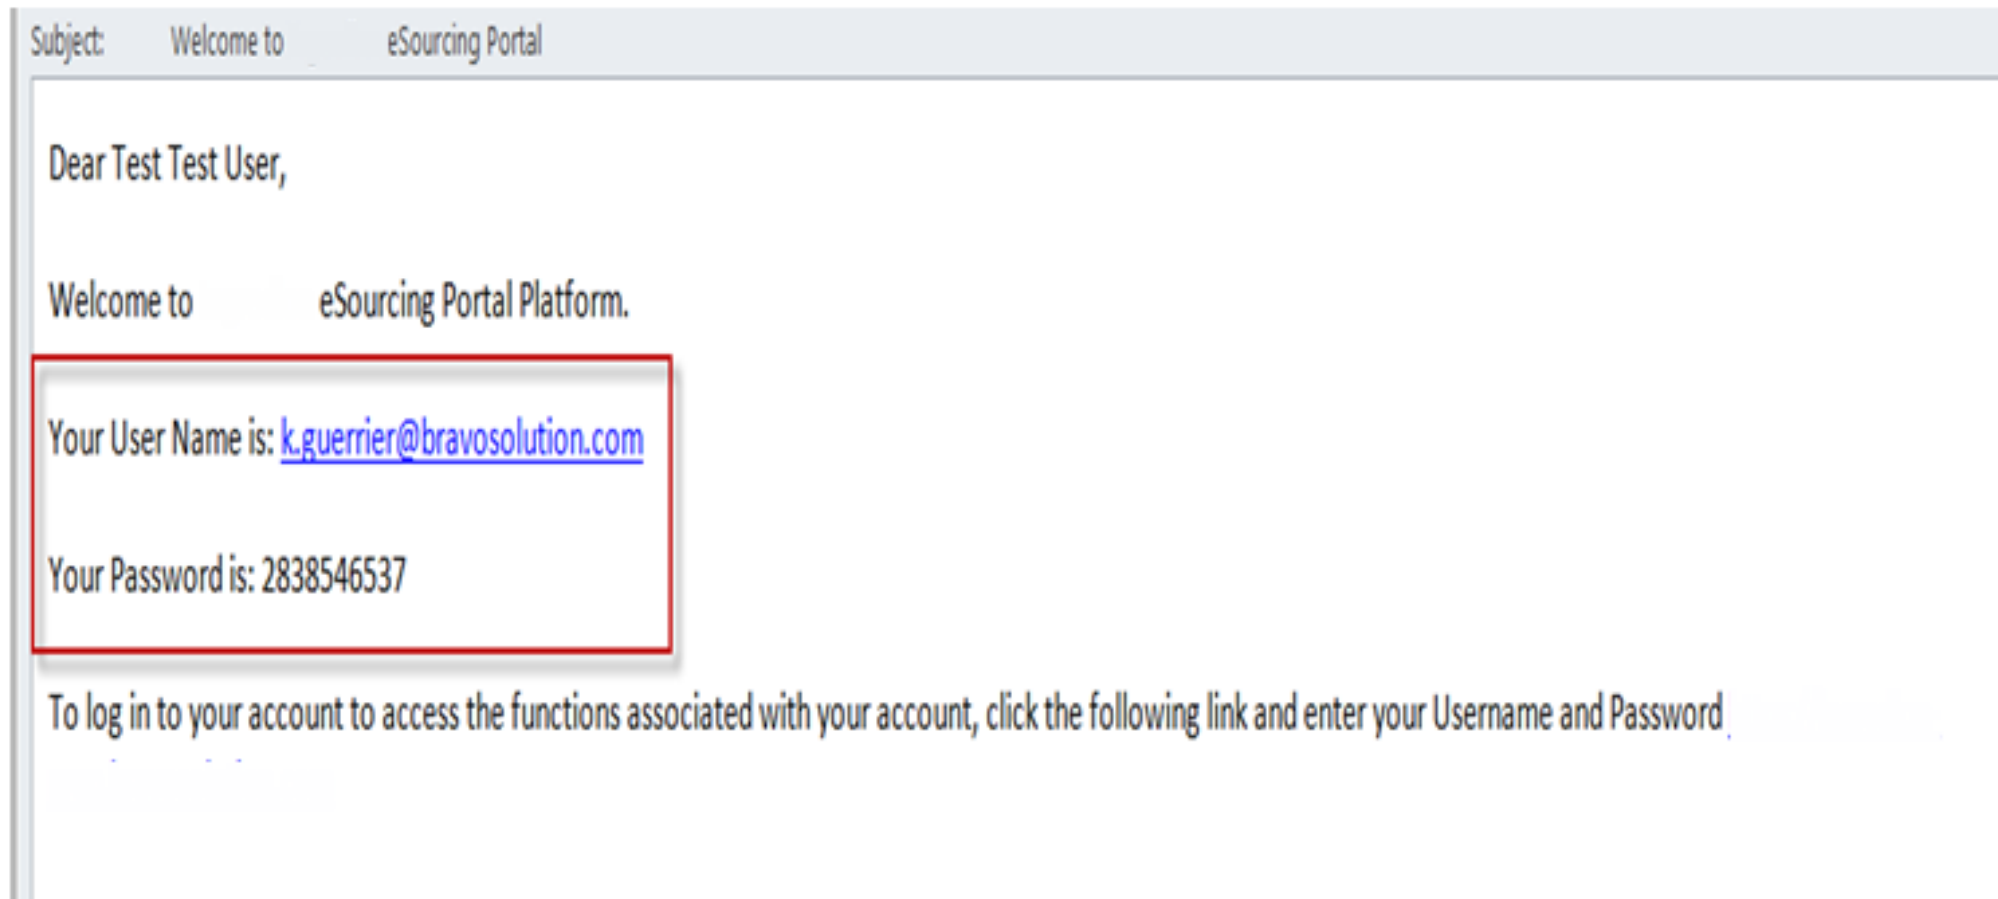 Subject: Welcome to eSourcing Portal
Dear Test Test User,
Welcome to eSourcing Portal Platform.
Your User Name is: k.guerrier@bravosolution.com
Your Password is: 2838546537
To log in to your account to access the functions associated with your account, click the following link and enter your Username and Password